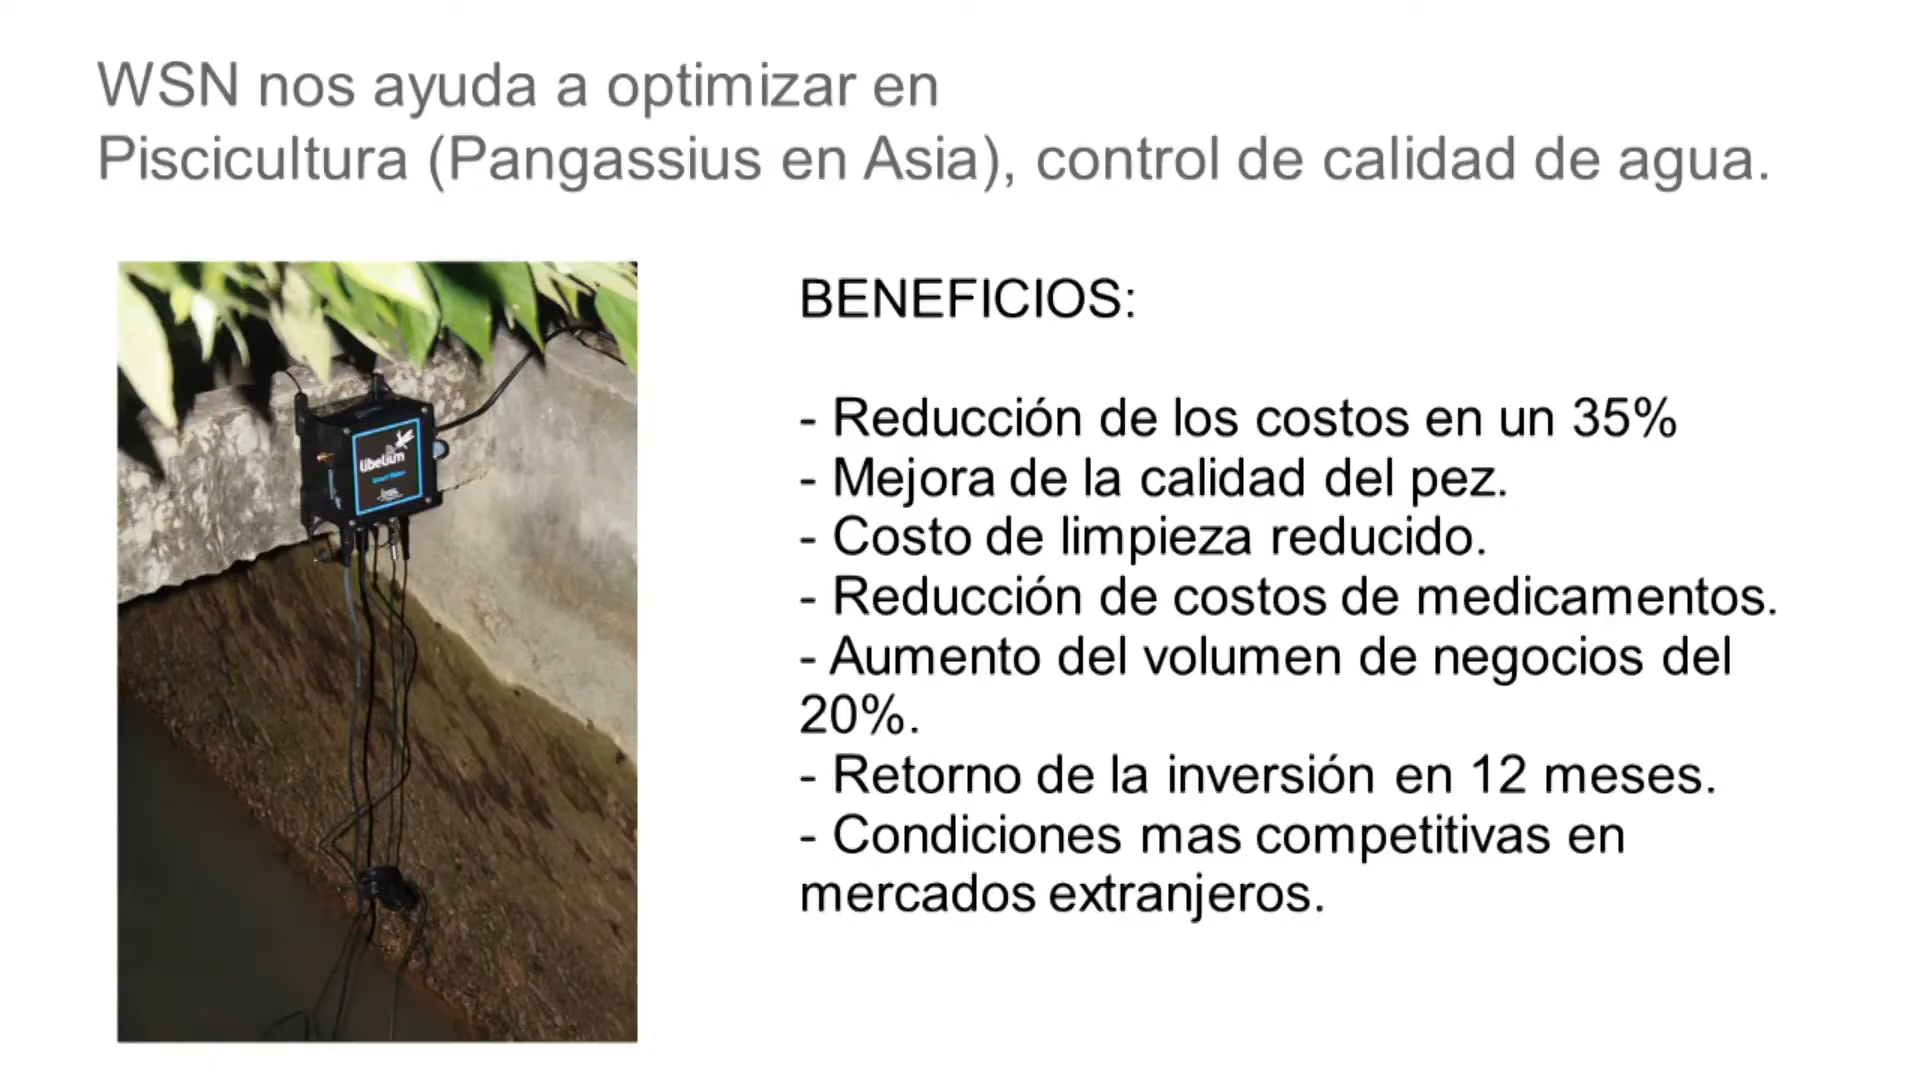 WSN nos ayuda a optimizar en
Piscicultura (Pangassius en Asia), control de calidad de agua.
libelium
BENEFICIOS:
- Reducción de los costos en un 35%
- Mejora de la calidad del pez.
- Costo de limpieza reducido.
- Reducción de costos de medicamentos.
- Aumento del volumen de negocios del
20%.
- Retorno de la inversión en 12 meses.
- Condiciones mas competitivas en
mercados extranjeros.